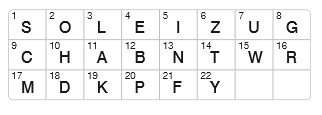 1 S 2 O 3 L 4 E 5 I 6 Z 7 U 8 G
9 C 10 H 11 A 12 B 13 N 14 T 15 W 16 R
17 M 18 D 19 K 20 P 21 F 22 Y